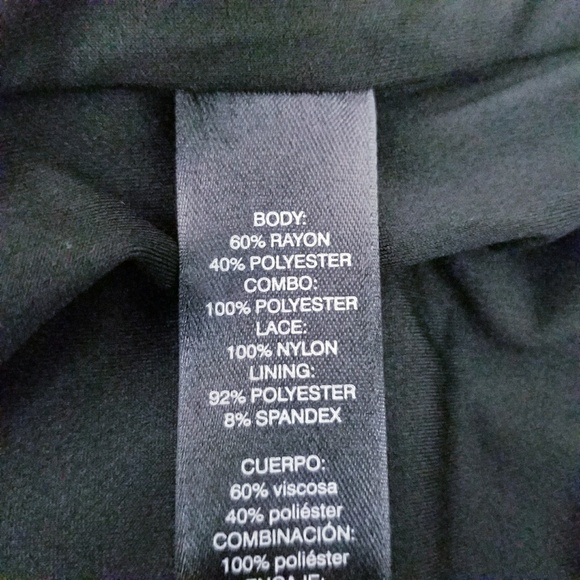 BODY:
60% RAYON
40% POLYESTER
COMBO:
100% POLYESTER
LACE:
100% NYLON
LINING:
92% POLYESTER
8% SPANDEX
CUERPO:
60% viscosa
40% poliéster
COMBINACIÓN:
100% poliéster
ENCAJE: